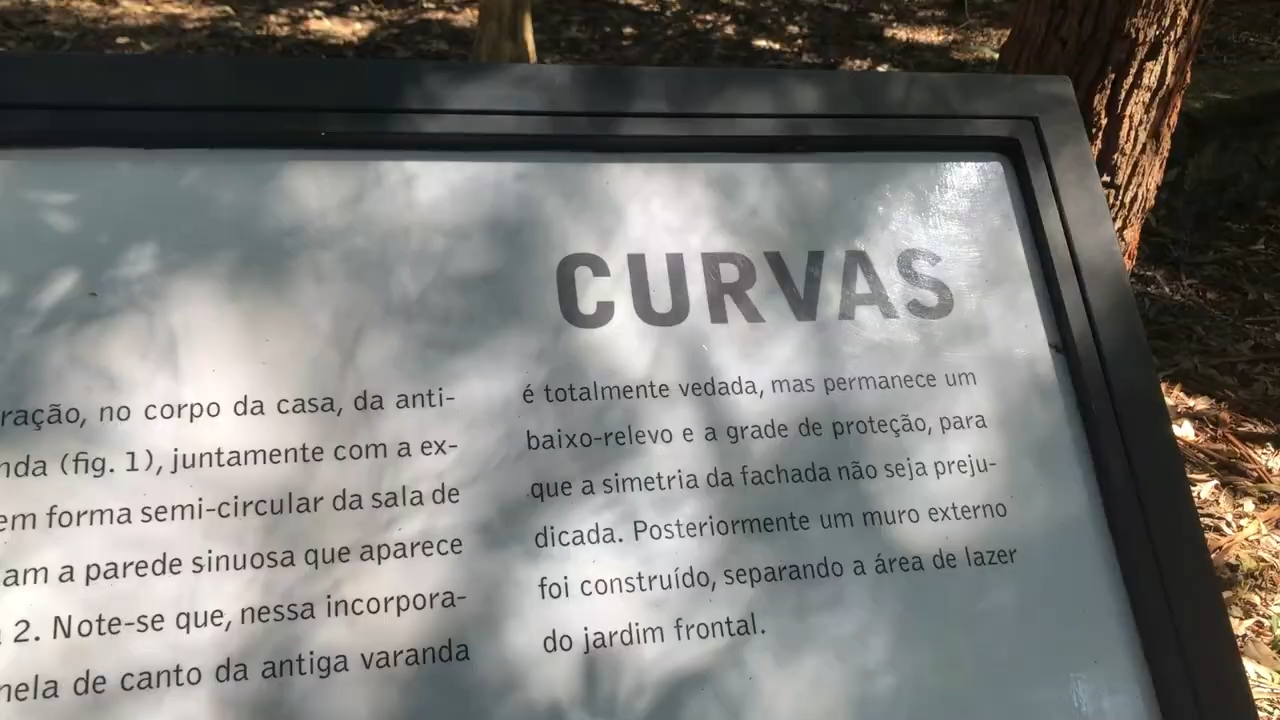 CURVAS
ração, no corpo da casa, da anti-
nda (fig. 1), juntamente com a ex-
em forma semi-circular da sala de
am a parede sinuosa que aparece
2. Note-se que, nessa incorpora-
nela de canto da antiga varanda
é totalmente vedada, mas permanece um
baixo-relevo e a grade de proteção, para
que a simetria da fachada não seja preju-
dicada. Posteriormente um muro externo
foi construído, separando a área de lazer
do jardim frontal.